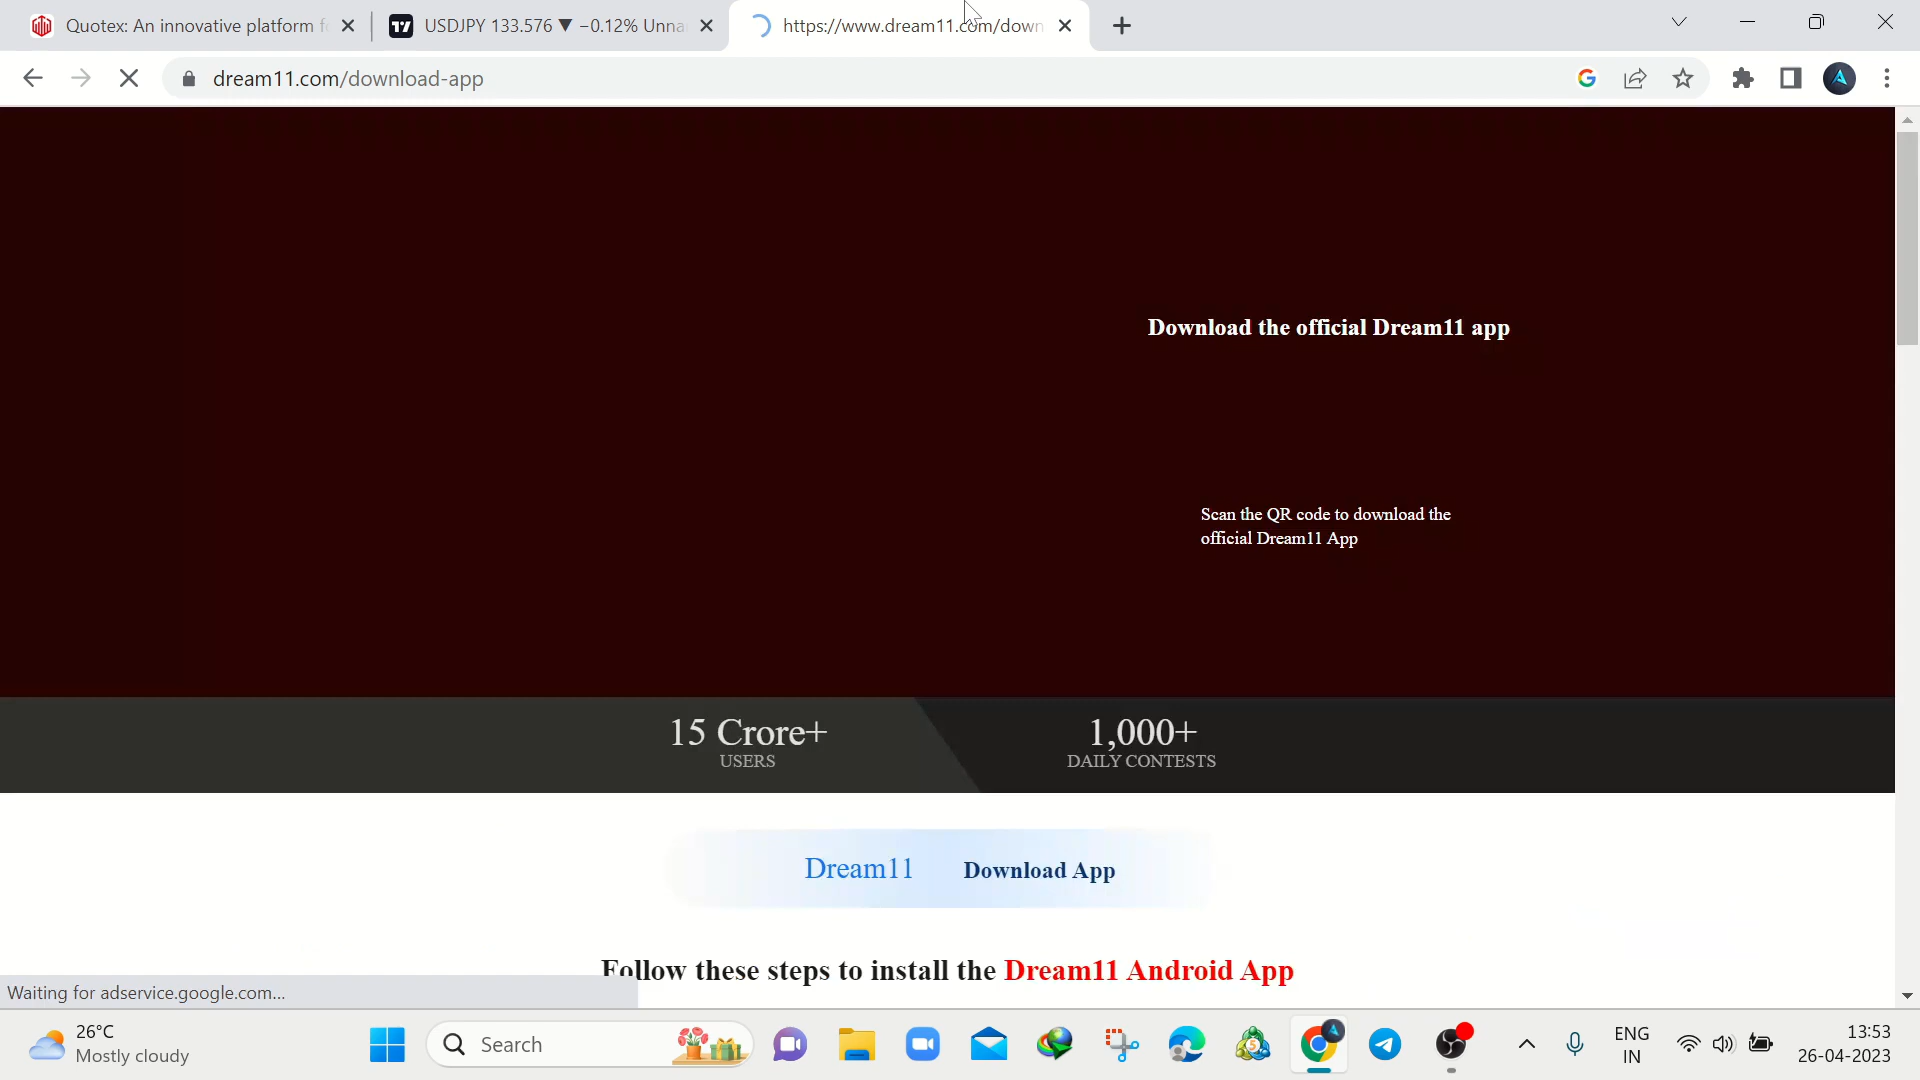 Quotex: An innovative platform f
USDJPY 133.576 ▼ −0.12% Unna
https://www.dream11.com/down
dream11.com/download-app
Download the official Dream11 app
Scan the QR code to download the
official Dream11 App
15 Crore+
USERS
1,000+
DAILY CONTESTS
Dream11
Download App
Follow these steps to install the Dream11 Android App
Waiting for adservice.google.com...
26°C
Mostly cloudy
Search
ENG
IN
13:53
26-04-2023